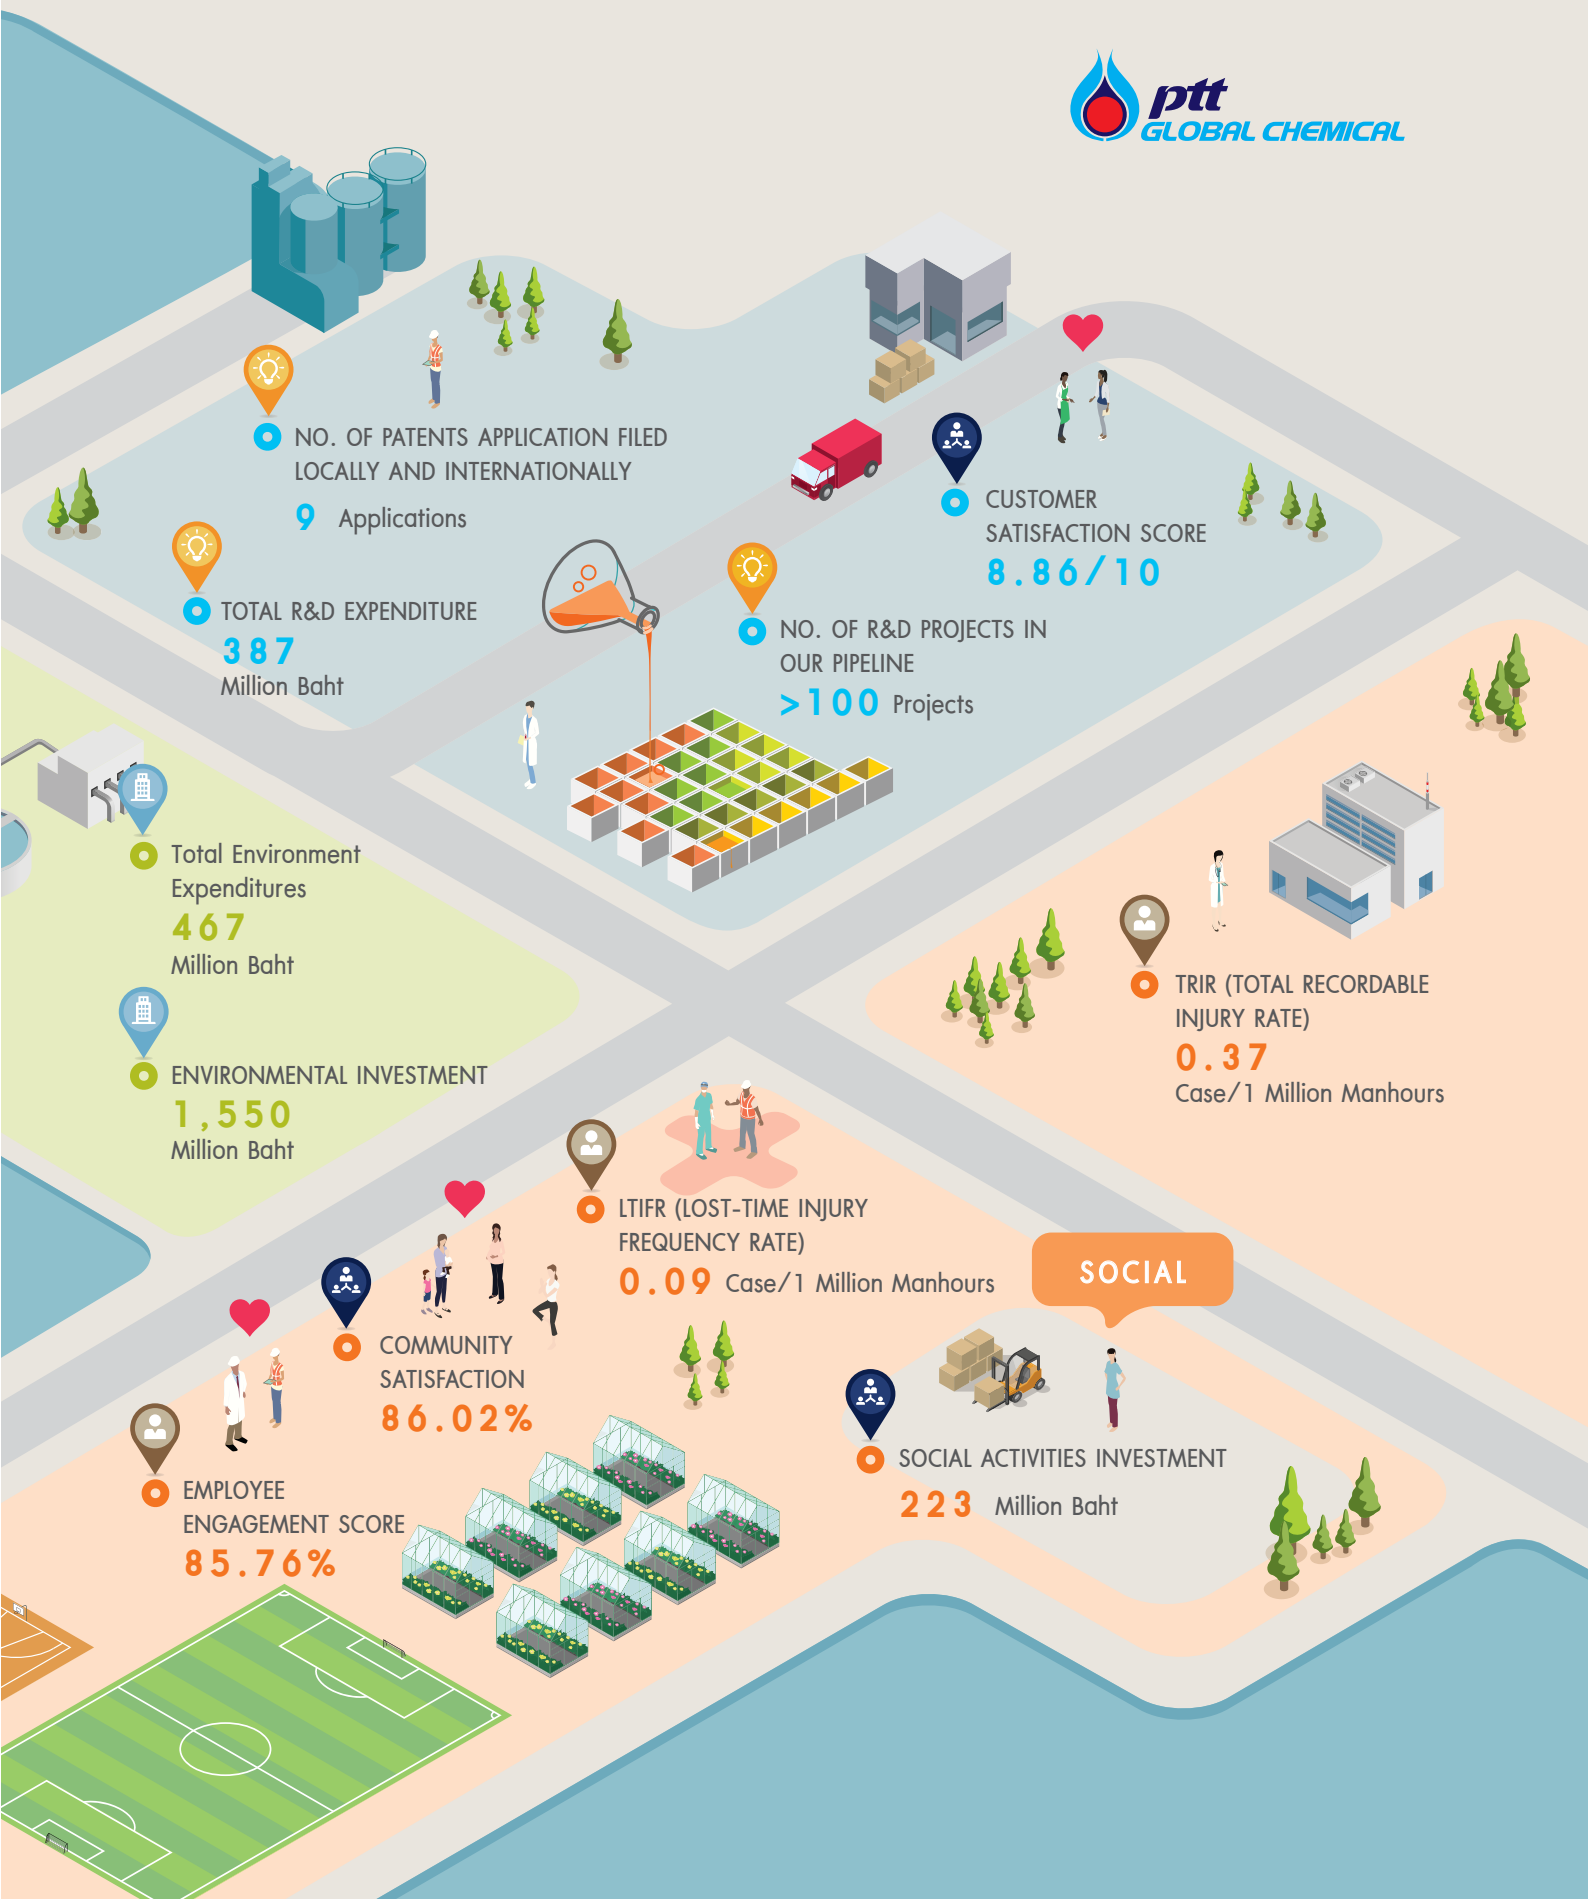 ptt
GLOBAL CHEMICAL
NO. OF PATENTS APPLICATION FILED
LOCALLY AND INTERNATIONALLY
9 Applications
CUSTOMER
SATISFACTION SCORE
8.86/10
TOTAL R&D EXPENDITURE
387
Million Baht
NO. OF R&D PROJECTS IN
OUR PIPELINE
>100 Projects
Total Environment
Expenditures
467
Million Baht
TRIR (TOTAL RECORDABLE
INJURY RATE)
0.37
Case/1 Million Manhours
ENVIRONMENTAL INVESTMENT
1,550
Million Baht
LTIFR (LOST-TIME INJURY
FREQUENCY RATE)
0.09 Case/1 Million Manhours
SOCIAL
COMMUNITY
SATISFACTION
86.02%
SOCIAL ACTIVITIES INVESTMENT
223 Million Baht
EMPLOYEE
ENGAGEMENT SCORE
85.76%